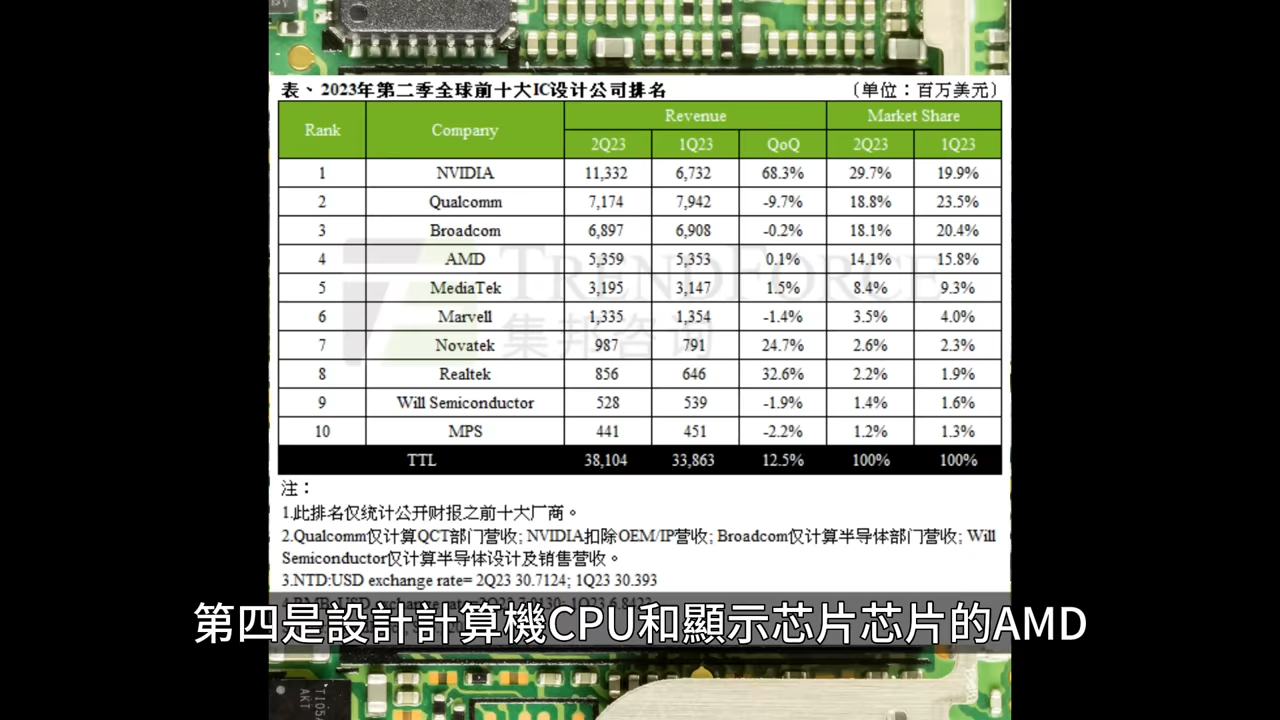 表、2023年第二季全球前十大IC设计公司排名 〔单位：百万美元〕
Rank Company Revenue Market Share
2Q23 1Q23 QoQ 2Q23 1Q23
1 NVIDIA 11,332 6,732 68.3% 29.7% 19.9%
2 Qualcomm 7,174 7,942 -9.7% 18.8% 23.5%
3 Broadcom 6,897 6,908 -0.2% 18.1% 20.4%
4 AMD 5,359 5,353 0.1% 14.1% 15.8%
5 MediaTek 3,195 3,147 1.5% 8.4% 9.3%
6 Marvell 1,335 1,354 -1.4% 3.5% 4.0%
7 Novatek 987 791 24.7% 2.6% 2.3%
8 Realtek 856 646 32.6% 2.2% 1.9%
9 Will Semiconductor 528 539 -1.9% 1.4% 1.6%
10 MPS 441 451 -2.2% 1.2% 1.3%
TTL 38,104 33,863 12.5% 100% 100%
TRENDFORCE
集邦咨询
注：
1.此排名仅统计公开财报之前十大厂商。
2.Qualcomm仅计算QCT部门营收; NVIDIA扣除OEM/IP营收; Broadcom仅计算半导体部门营收; Will
Semiconductor仅计算半导体设计及销售营收。
3.NTD:USD exchange rate= 2Q23 30.7124; 1Q23 30.393
第四是設計計算機CPU和顯示芯片芯片的AMD